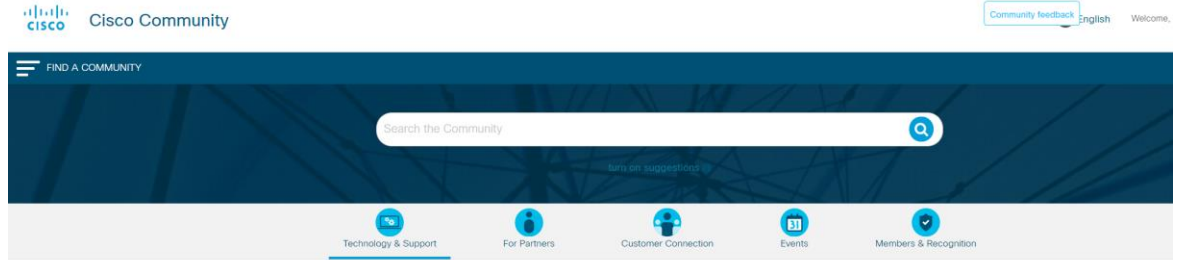 CISCO
Cisco Community
Community feedback
English
Welcome,
FIND A COMMUNITY
Search the Community
turn on suggestions
31
Technology & Support
For Partners
Customer Connection
Events
Members & Recognition